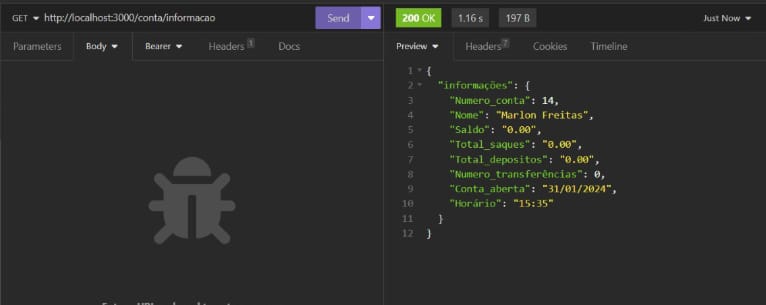 GET http://localhost:3000/conta/informacao Send
200 OK 1.16 s 197 B Just Now
Parameters Body Bearer Headers 1 Docs
Preview Headers 7 Cookies Timeline
1 {
2 "informações": {
3 "Numero_conta": 14,
4 "Nome": "Marlon Freitas",
5 "Saldo": "0.00",
6 "Total_saques": "0.00",
7 "Total_depositos": "0.00",
8 "Numero_transferências": 0,
9 "Conta_aberta": "31/01/2024",
10 "Horário": "15:35"
11 }
12 }